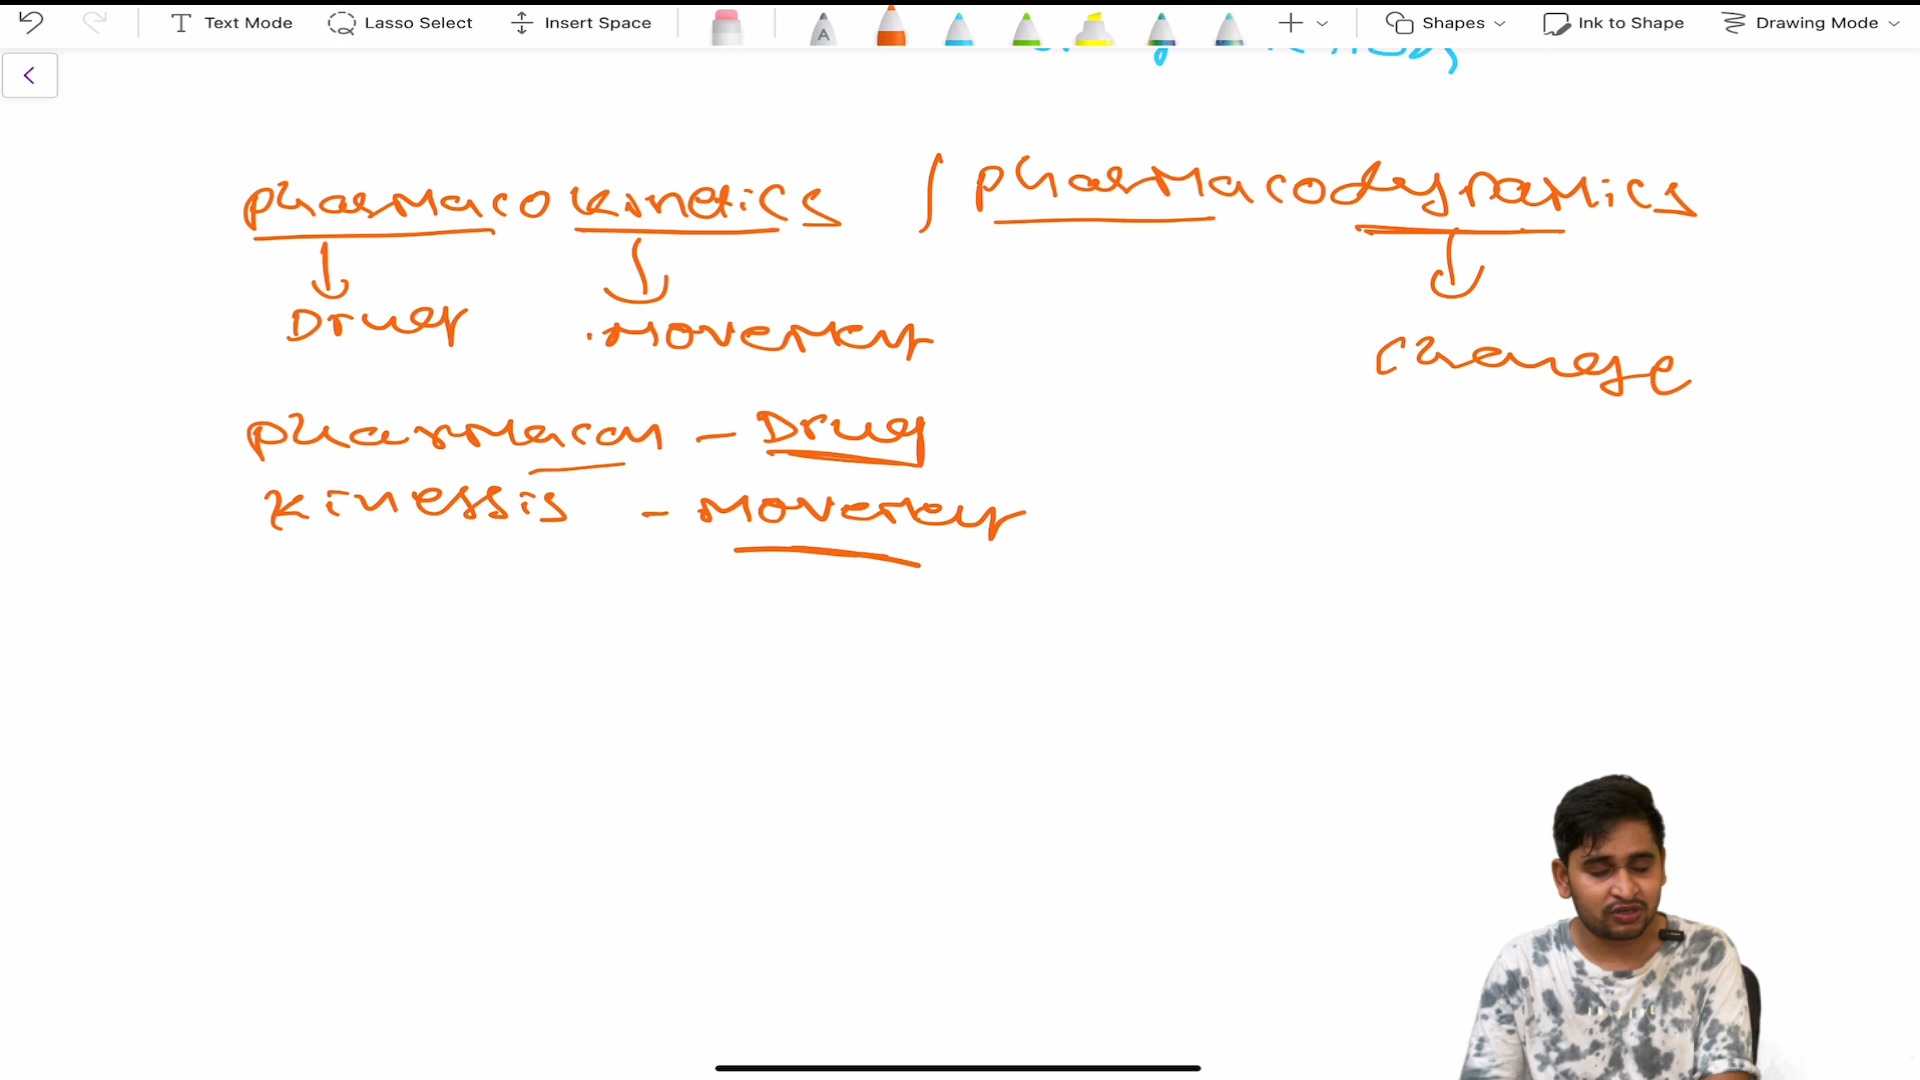 Text Mode Lasso Select Insert Space A Shapes Ink to Shape Drawing Mode
pharmacokinetics / pharmacodynamics
Drug Movement Change
pharmacon - Drug
kinessis - Movement